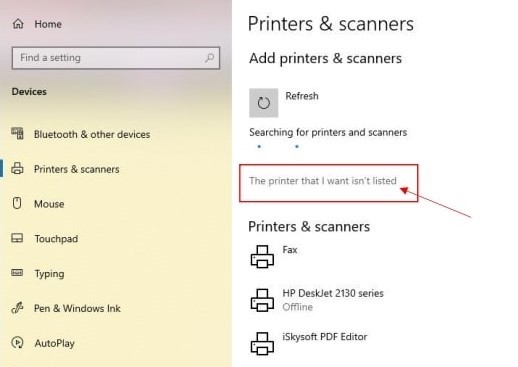 Home
Find a setting
Devices
Bluetooth & other devices
Printers & scanners
Mouse
Touchpad
Typing
Pen & Windows Ink
AutoPlay
Printers & scanners
Add printers & scanners
Refresh
Searching for printers and scanners
The printer that I want isn't listed
Printers & scanners
Fax
HP DeskJet 2130 series
Offline
iSkysoft PDF Editor